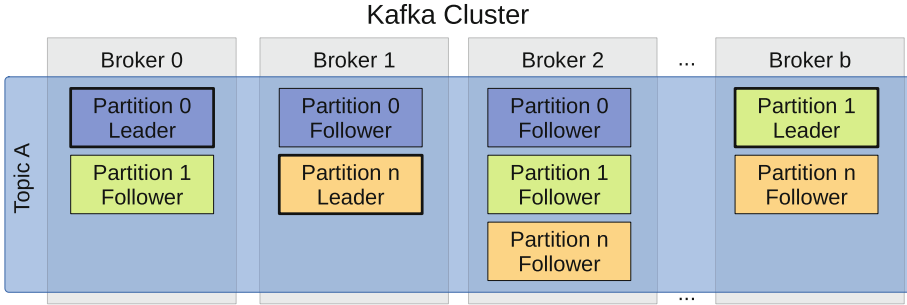 Kafka Cluster
Broker 0
Broker 1
Broker 2
...
Broker b
Topic A
Partition 0
Leader
Partition 1
Follower
Partition 0
Follower
Partition n
Leader
Partition 0
Follower
Partition 1
Follower
Partition n
Follower
Partition 1
Leader
Partition n
Follower
...